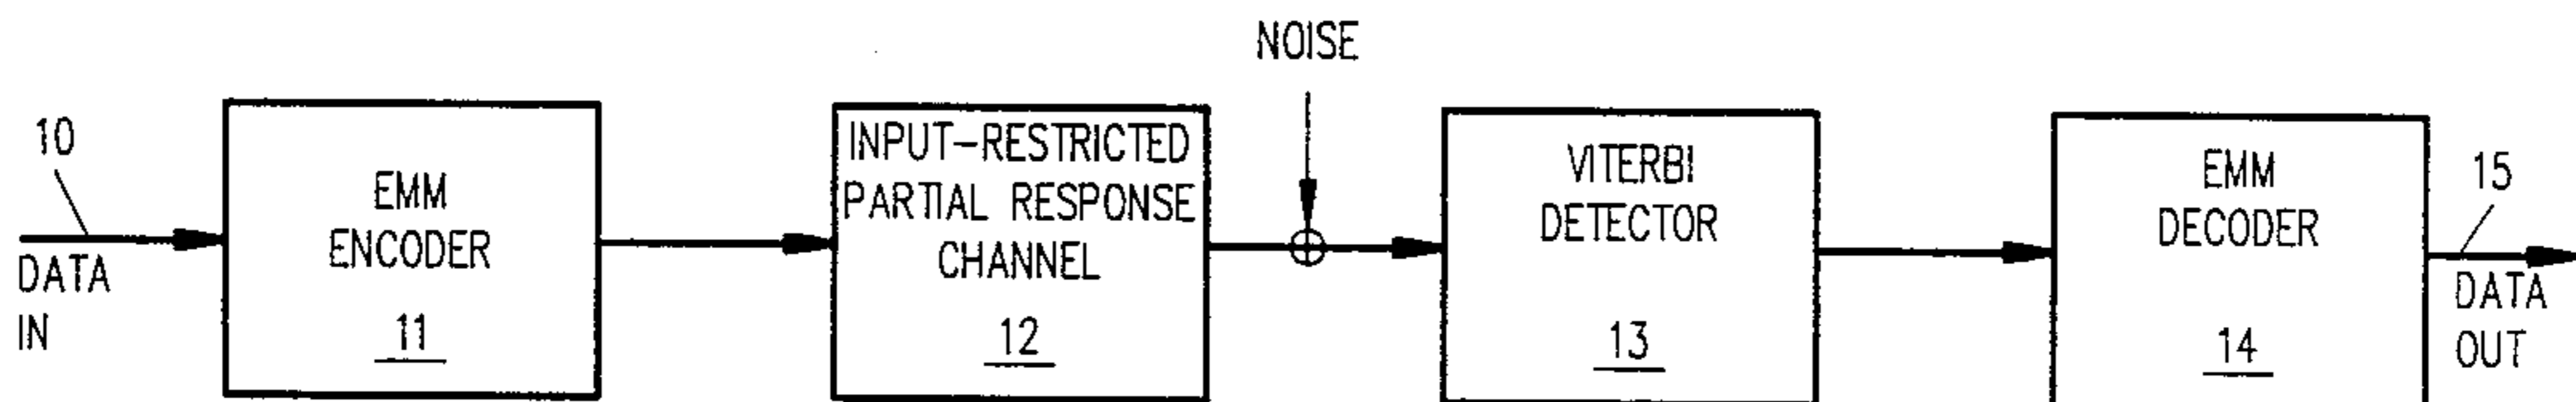 10
DATA
IN
EMM
ENCODER
11
INPUT-RESTRICTED
PARTIAL RESPONSE
CHANNEL
12
NOISE
VITERBI
DETECTOR
13
EMM
DECODER
14
15
DATA
OUT